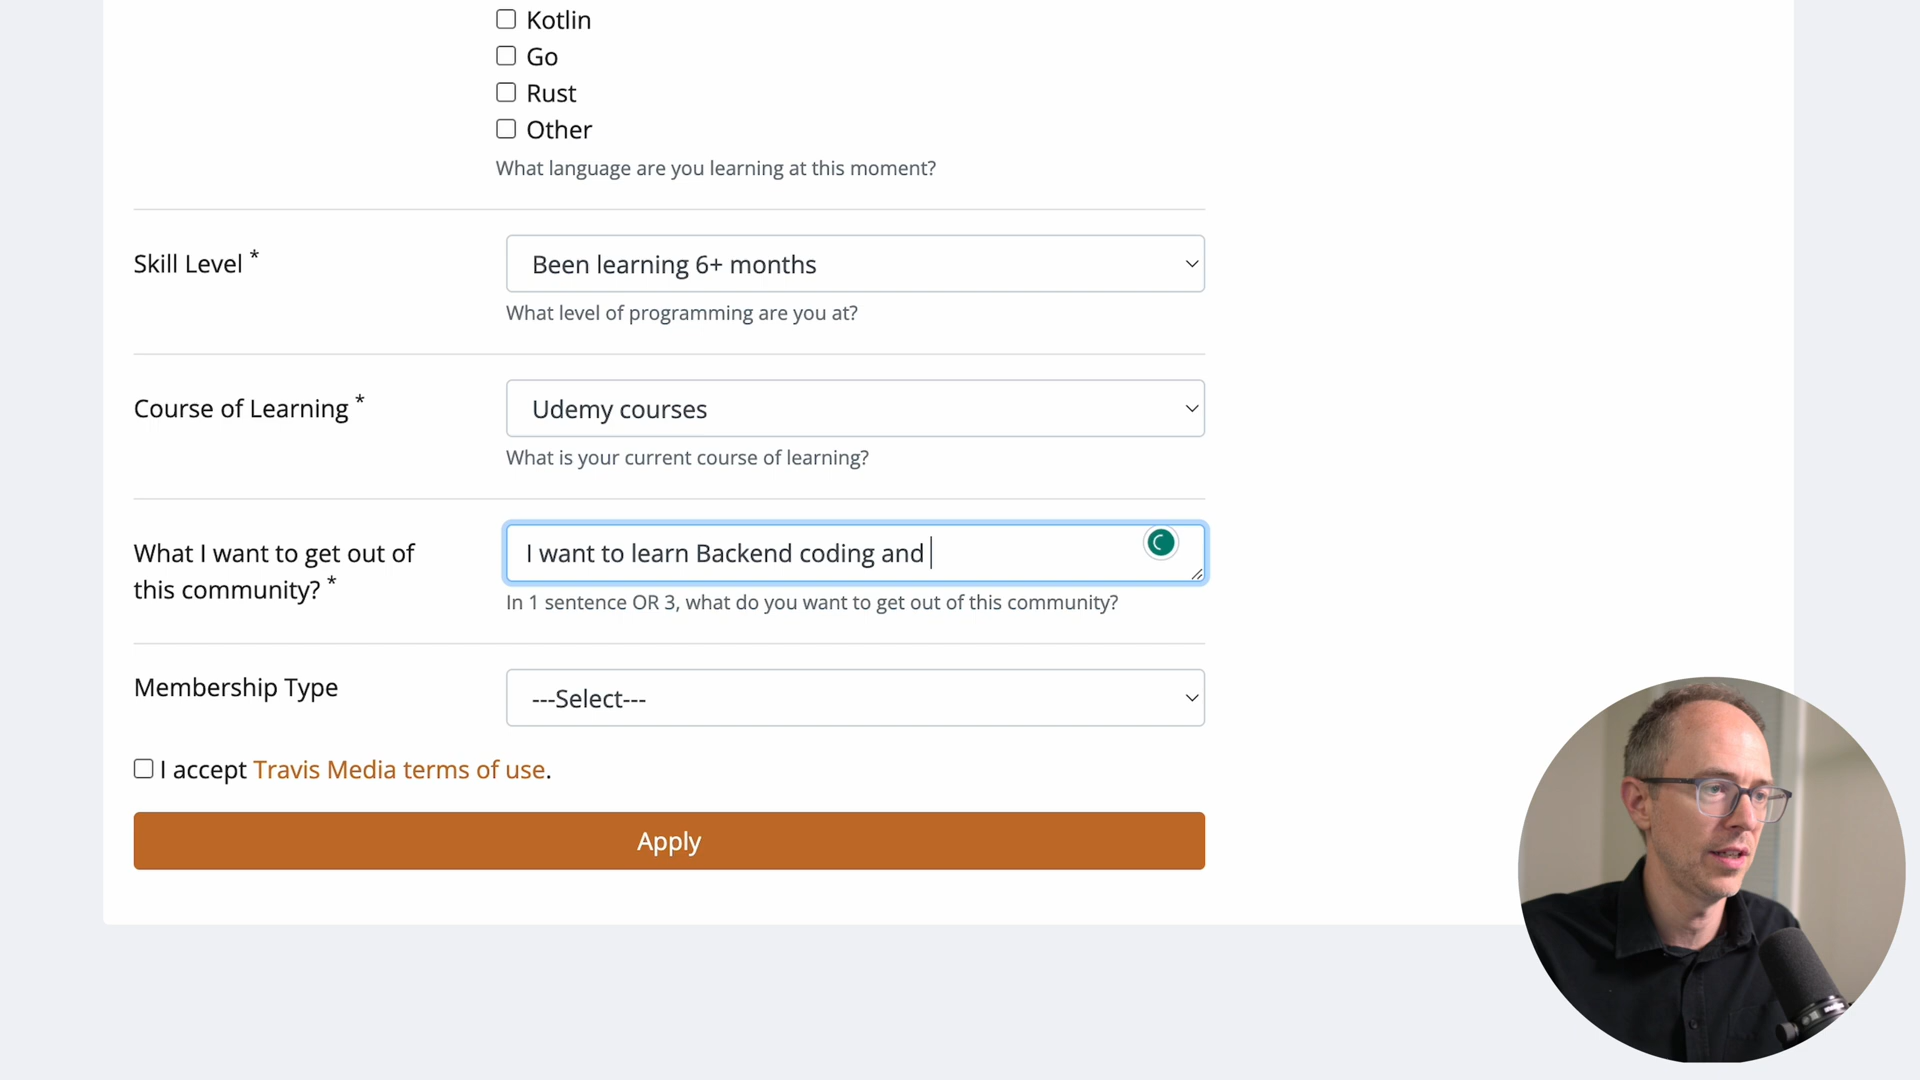 Kotlin
Go
Rust
Other
What language are you learning at this moment?
Skill Level *
Been learning 6+ months
What level of programming are you at?
Course of Learning *
Udemy courses
What is your current course of learning?
What I want to get out of
this community? *
I want to learn Backend coding and
In 1 sentence OR 3, what do you want to get out of this community?
Membership Type
---Select---
I accept Travis Media terms of use.
Apply